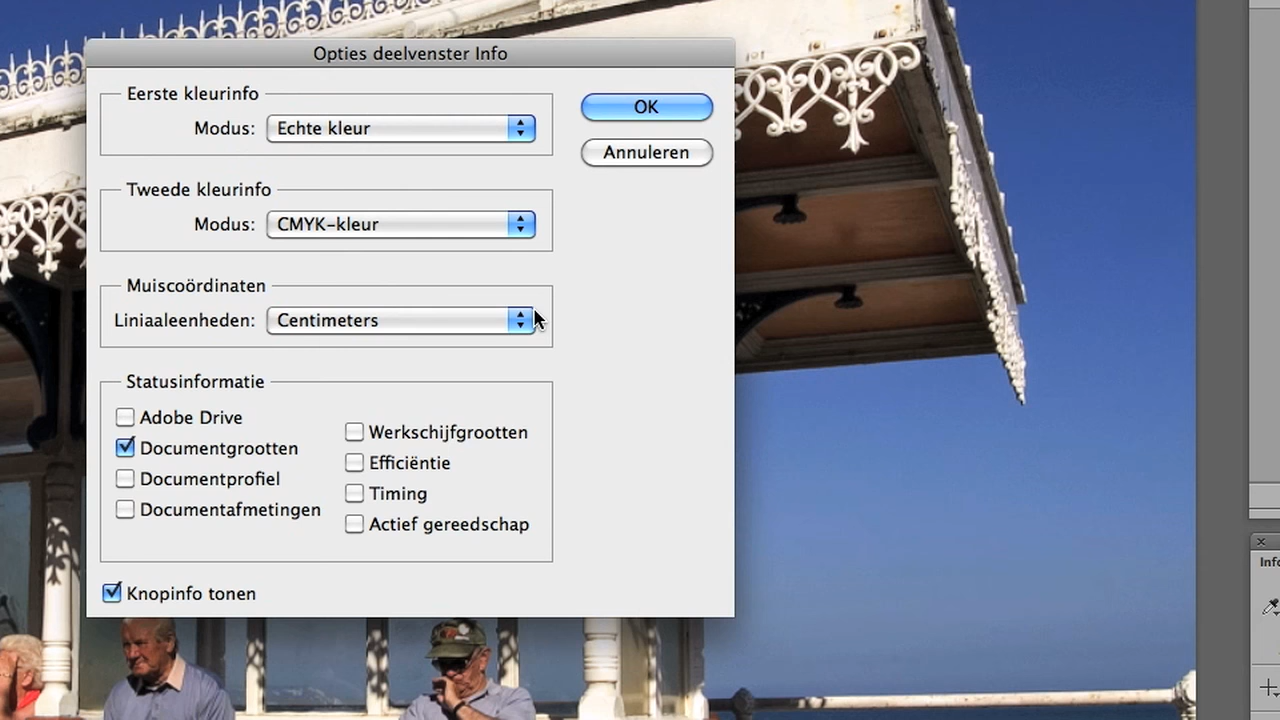 Opties deelvenster Info
Eerste kleurinfo
Modus: Echte kleur
OK
Annuleren
Tweede kleurinfo
Modus: CMYK-kleur
Muiscoördinaten
Liniaaleenheden: Centimeters
Statusinformatie
Adobe Drive
Documentgrootten
Documentprofiel
Documentafmetingen
Werkschijfgrootten
Efficiëntie
Timing
Actief gereedschap
Knopinfo tonen